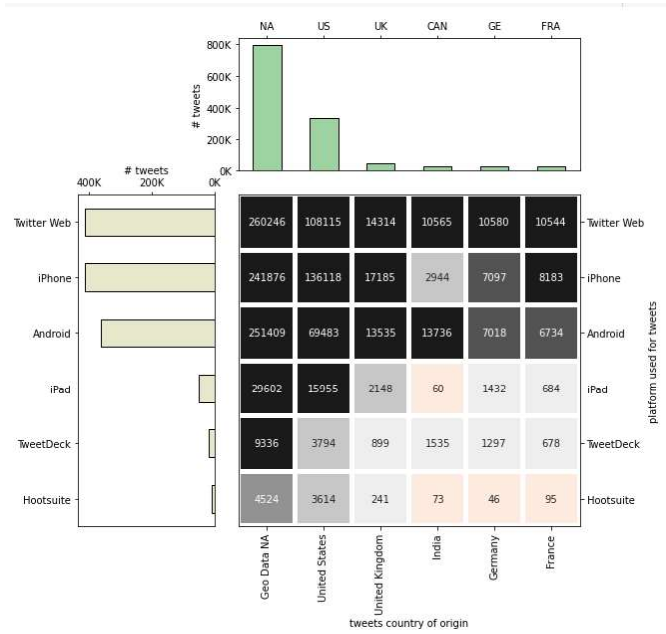 NA US UK CAN GE FRA
800K
600K
400K
200K
0K
# tweets
# tweets
400K 200K 0K
Twitter Web 260246 108115 14314 10565 10580 10544 Twitter Web
iPhone 241876 136118 17185 2944 7097 8183 iPhone
Android 251409 69483 13535 13736 7018 6734 Android
iPad 29602 15955 2148 60 1432 684 iPad
TweetDeck 9336 3794 899 1535 1297 678 TweetDeck
Hootsuite 4524 3614 241 73 46 95 Hootsuite
platform used for tweets
Geo Data NA
United States
United Kingdom
India
Germany
France
tweets country of origin